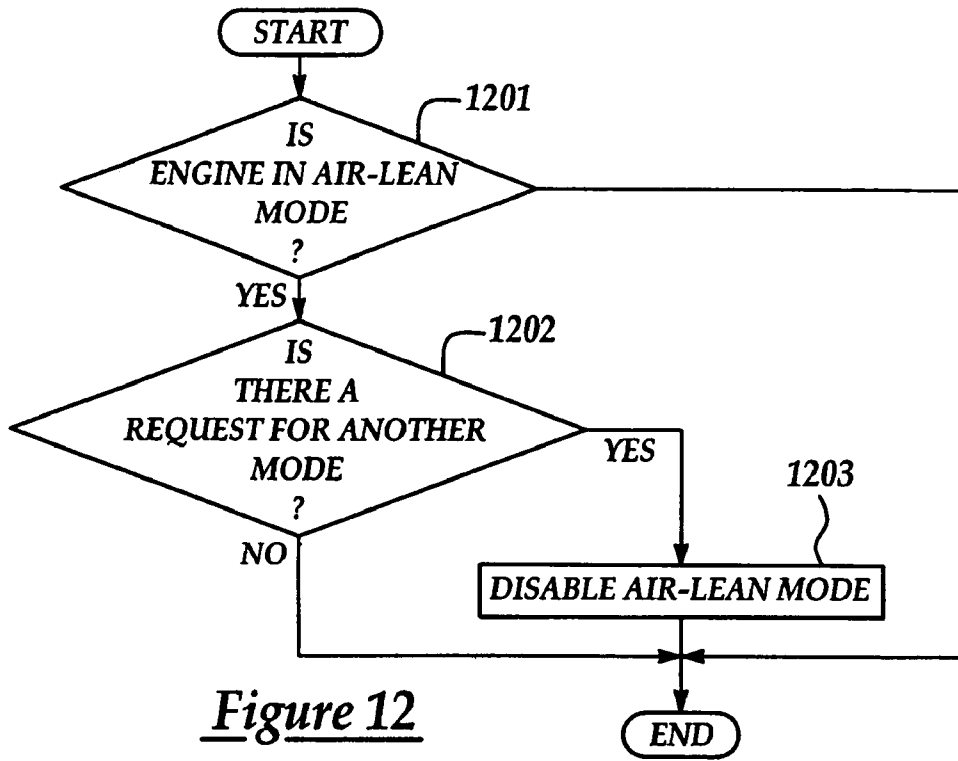 START
1201
IS
ENGINE IN AIR-LEAN
MODE
?
YES
1202
IS
THERE A
REQUEST FOR ANOTHER
MODE
?
YES
NO
1203
DISABLE AIR-LEAN MODE
Figure 12
END